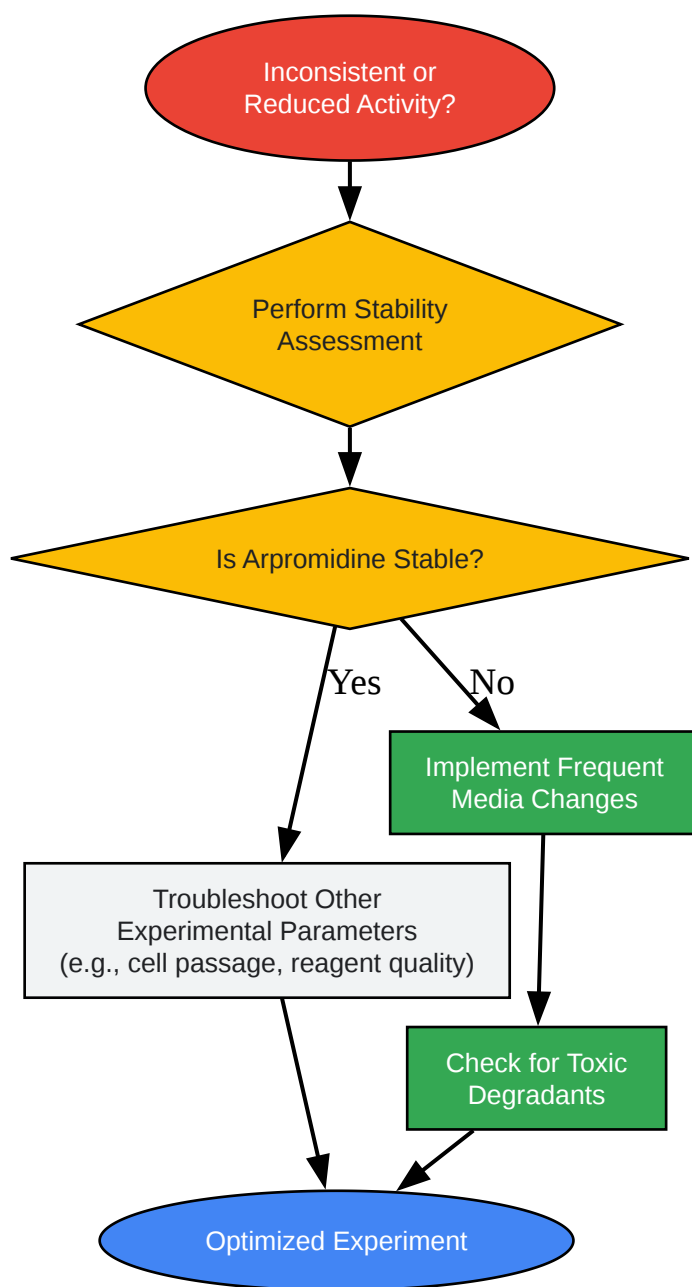 Inconsistent or
Reduced Activity?
Perform Stability
Assessment
Is Arpromidine Stable?
Yes
No
Implement Frequent
Media Changes
Troubleshoot Other
Experimental Parameters
(e.g., cell passage, reagent quality)
Check for Toxic
Degradants
Optimized Experiment